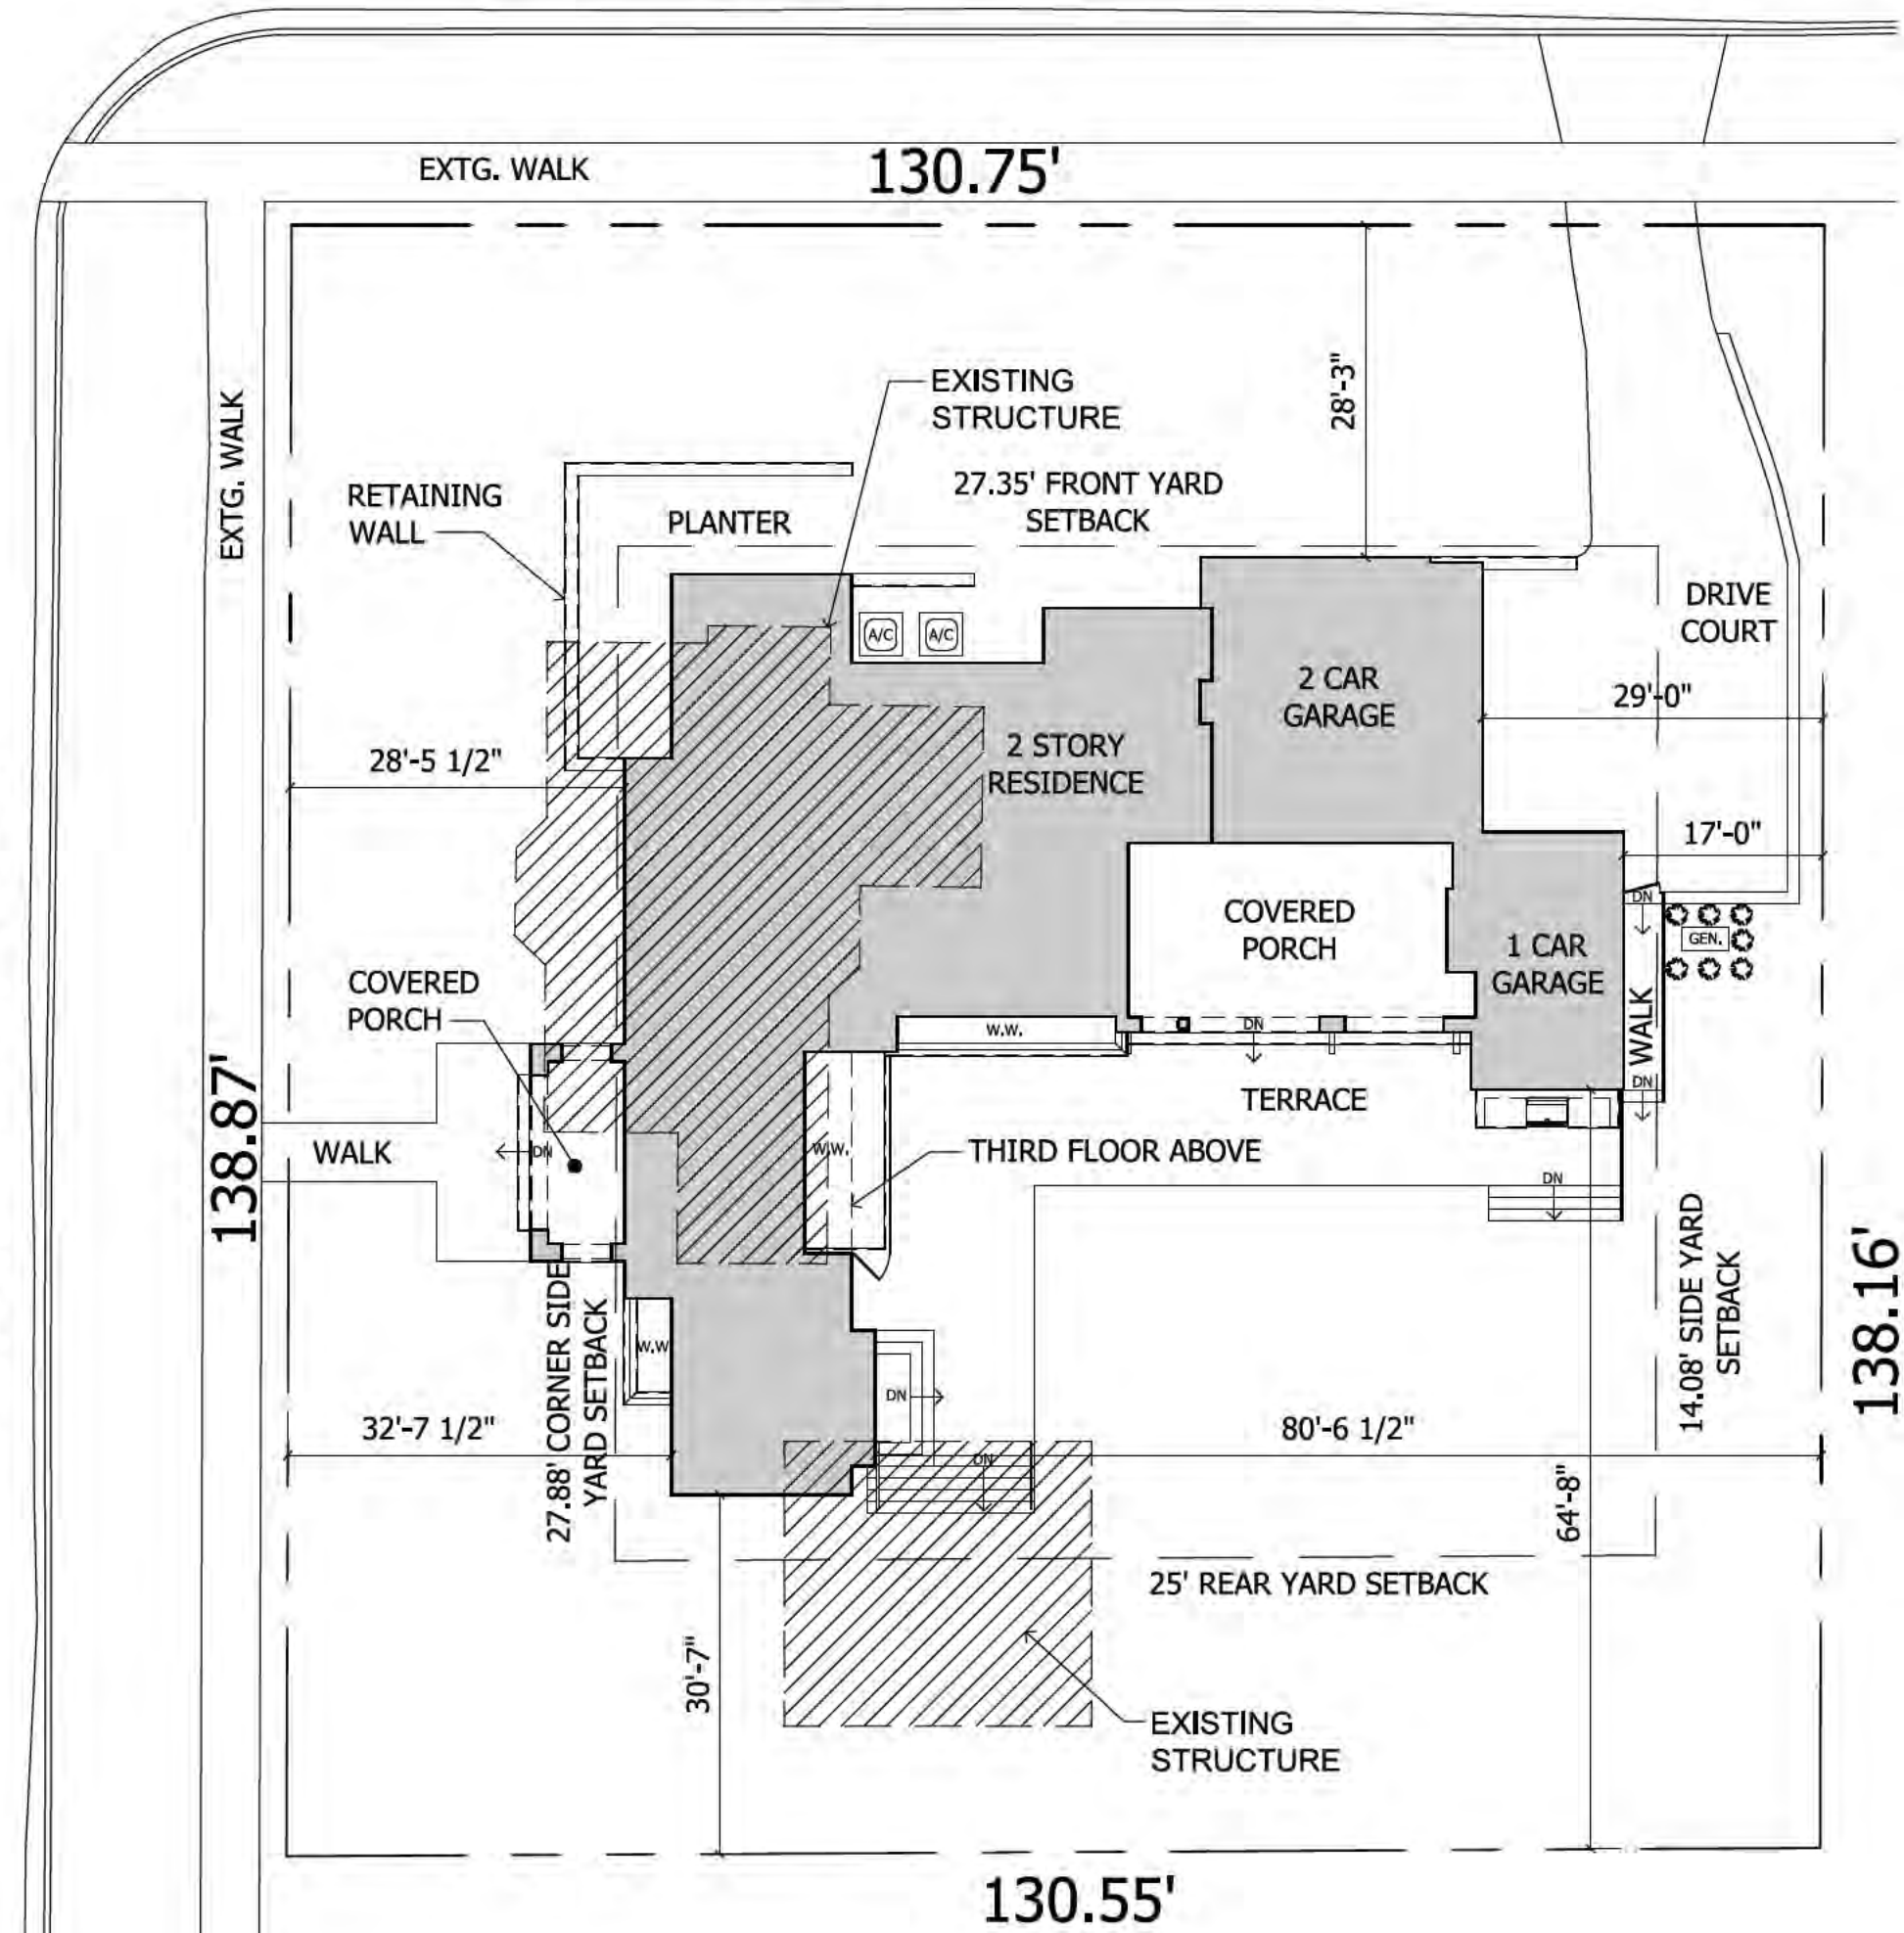 EXTG. WALK
130.75'
EXTG. WALK
EXISTING
STRUCTURE
28'-3"
27.35' FRONT YARD
SETBACK
RETAINING
WALL
PLANTER
DRIVE
COURT
A/C
A/C
2 CAR
GARAGE
29'-0"
28'-5 1/2"
2 STORY
RESIDENCE
17'-0"
COVERED
PORCH
DN
GEN.
1 CAR
GARAGE
COVERED
PORCH
W.W.
DN
WALK
DN
138.87'
TERRACE
WALK
DN
W.W.
THIRD FLOOR ABOVE
DN
14.08' SIDE YARD
SETBACK
138.16'
27.88' CORNER SIDE
YARD SETBACK
W.W
DN
32'-7 1/2"
80'-6 1/2"
DN
64'-8"
25' REAR YARD SETBACK
30'-7"
EXISTING
STRUCTURE
130.55'